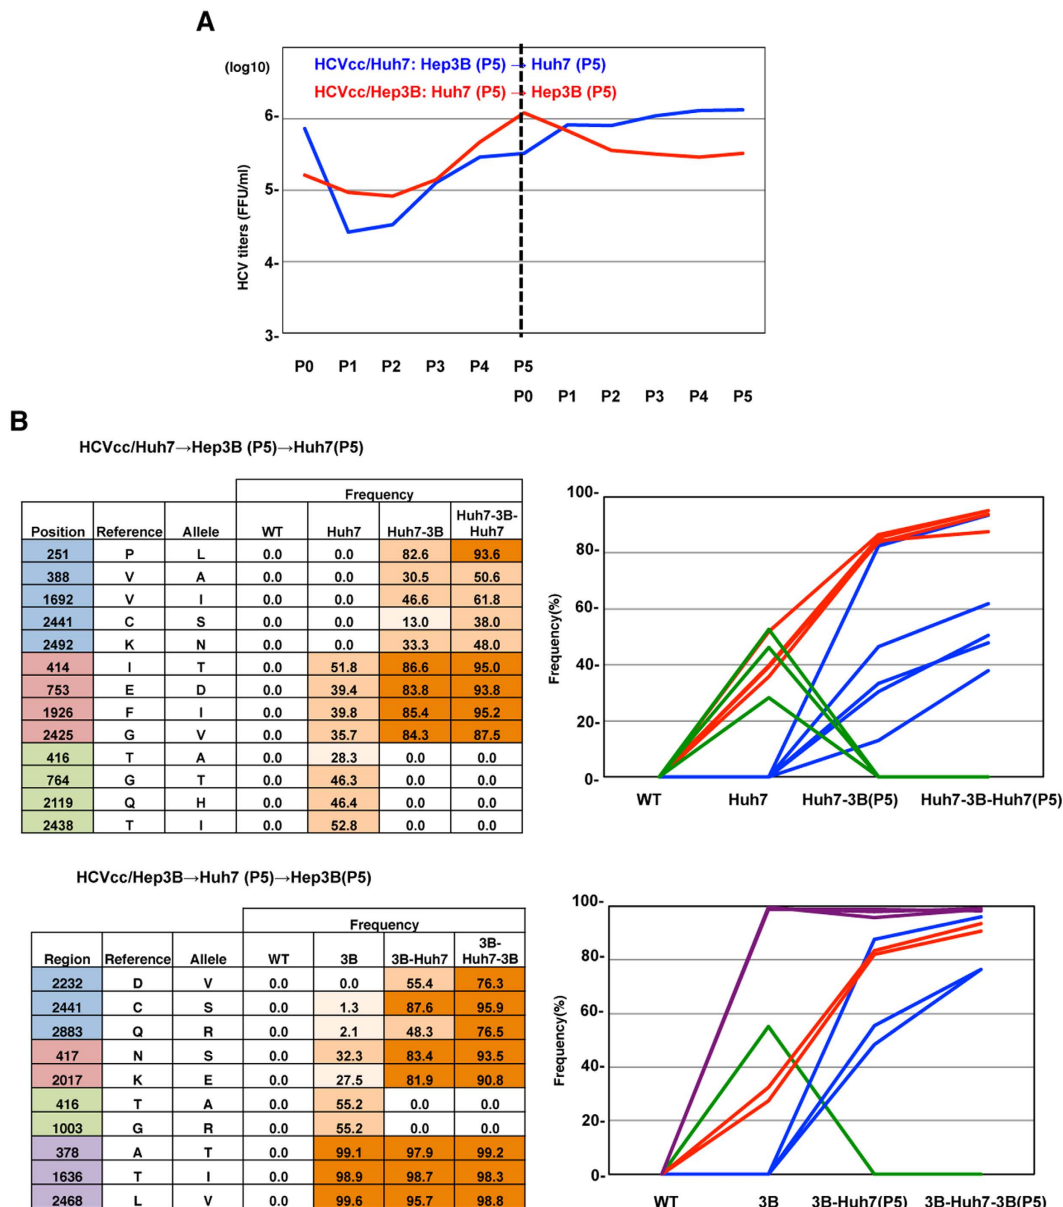 A
(log10)
HCVcc/Huh7: Hep3B (P5) → Huh7 (P5)
HCVcc/Hep3B: Huh7 (P5) → Hep3B (P5)
6-
5-
4-
3-
HCV titers (FFU/ml)
P0 P1 P2 P3 P4 P5
P0 P1 P2 P3 P4 P5
B
HCVcc/Huh7→Hep3B (P5)→Huh7(P5)
Frequency
Position Reference Allele WT Huh7 Huh7-3B Huh7-3B-Huh7
251 P L 0.0 0.0 82.6 93.6
388 V A 0.0 0.0 30.5 50.6
1692 V I 0.0 0.0 46.6 61.8
2441 C S 0.0 0.0 13.0 38.0
2492 K N 0.0 0.0 33.3 48.0
414 I T 0.0 51.8 86.6 95.0
753 E D 0.0 39.4 83.8 93.8
1926 F I 0.0 39.8 85.4 95.2
2425 G V 0.0 35.7 84.3 87.5
416 T A 0.0 28.3 0.0 0.0
764 G T 0.0 46.3 0.0 0.0
2119 Q H 0.0 46.4 0.0 0.0
2438 T I 0.0 52.8 0.0 0.0
100-
80-
60-
40-
20-
0-
Frequency(%)
WT Huh7 Huh7-3B(P5) Huh7-3B-Huh7(P5)
HCVcc/Hep3B→Huh7 (P5)→Hep3B(P5)
Frequency
Region Reference Allele WT 3B 3B-Huh7 3B-Huh7-3B
2232 D V 0.0 0.0 55.4 76.3
2441 C S 0.0 1.3 87.6 95.9
2883 Q R 0.0 2.1 48.3 76.5
417 N S 0.0 32.3 83.4 93.5
2017 K E 0.0 27.5 81.9 90.8
416 T A 0.0 55.2 0.0 0.0
1003 G R 0.0 55.2 0.0 0.0
378 A T 0.0 99.1 97.9 99.2
1636 T I 0.0 98.9 98.7 98.3
2468 L V 0.0 99.6 95.7 98.8
100-
80-
60-
40-
20-
0-
Frequency(%)
WT 3B 3B-Huh7(P5) 3B-Huh7-3B(P5)